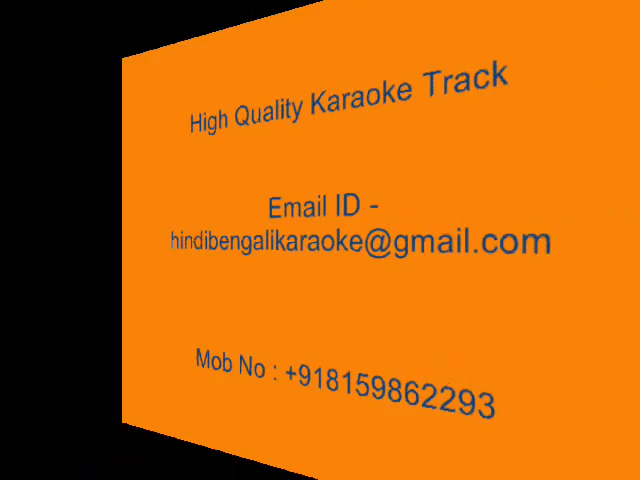 High Quality Karaoke Track
Email ID -
hindibengalikaraoke@gmail.com
Mob No : +918159862293